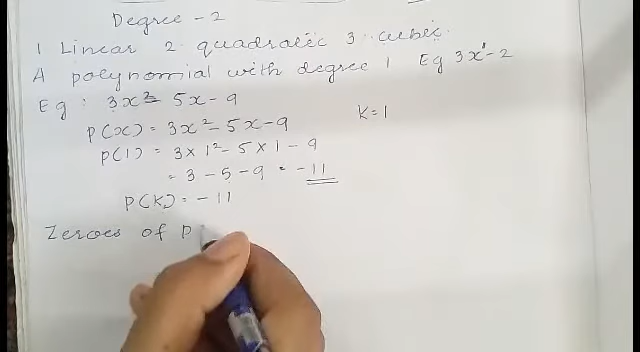 Degree - 2
1 Linear 2. quadratic 3. cubic.
A polynomial with degree 1 Eg 3x¹-2
Eg : 3x² - 5x - 9
P(x) = 3x² - 5x - 9 K = 1
P(1) = 3 × 1² - 5 × 1 - 9
= 3 - 5 - 9 = - 11
P(K) = - 11
Zeroes of P